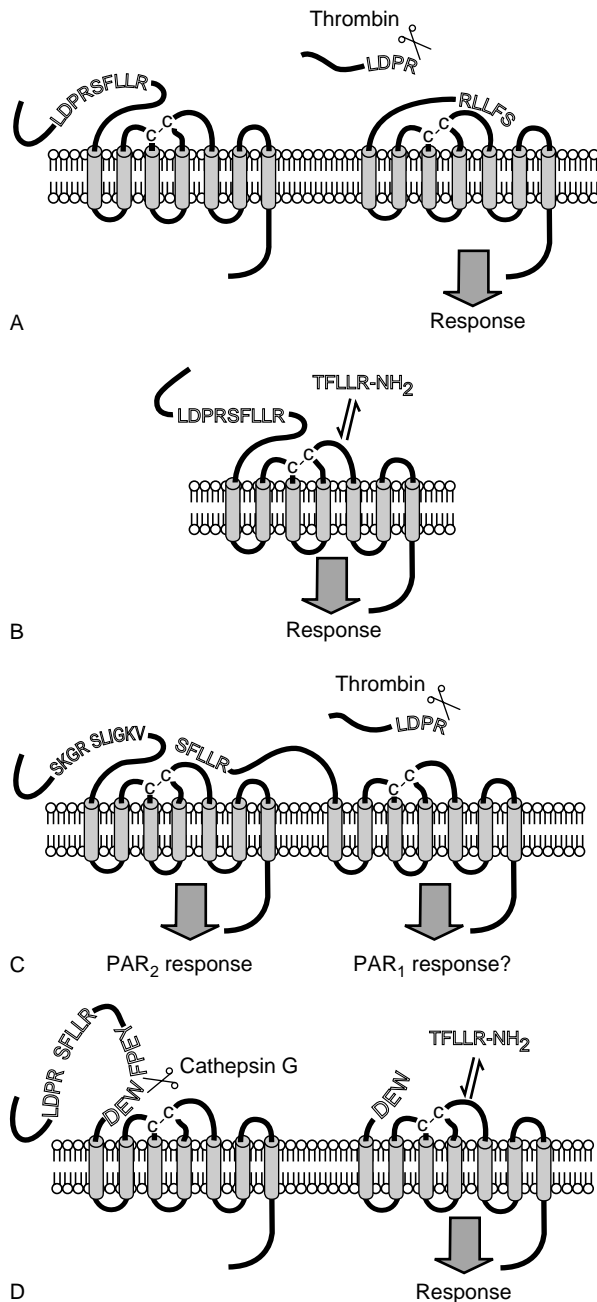 Thrombin
LDPR
LDPRSFLLR
RLLFS
C-C
C-C
A
Response
TFLLR-NH2
LDPRSFLLR
C-C
B
Response
Thrombin
LDPR
SKGR SLIGKV
SFLLR
C-C
C-C
C
PAR2 response
PAR1 response?
LDPR SFLLR
FPEY
DEW
Cathepsin G
TFLLR-NH2
DEW
C-C
C-C
D
Response